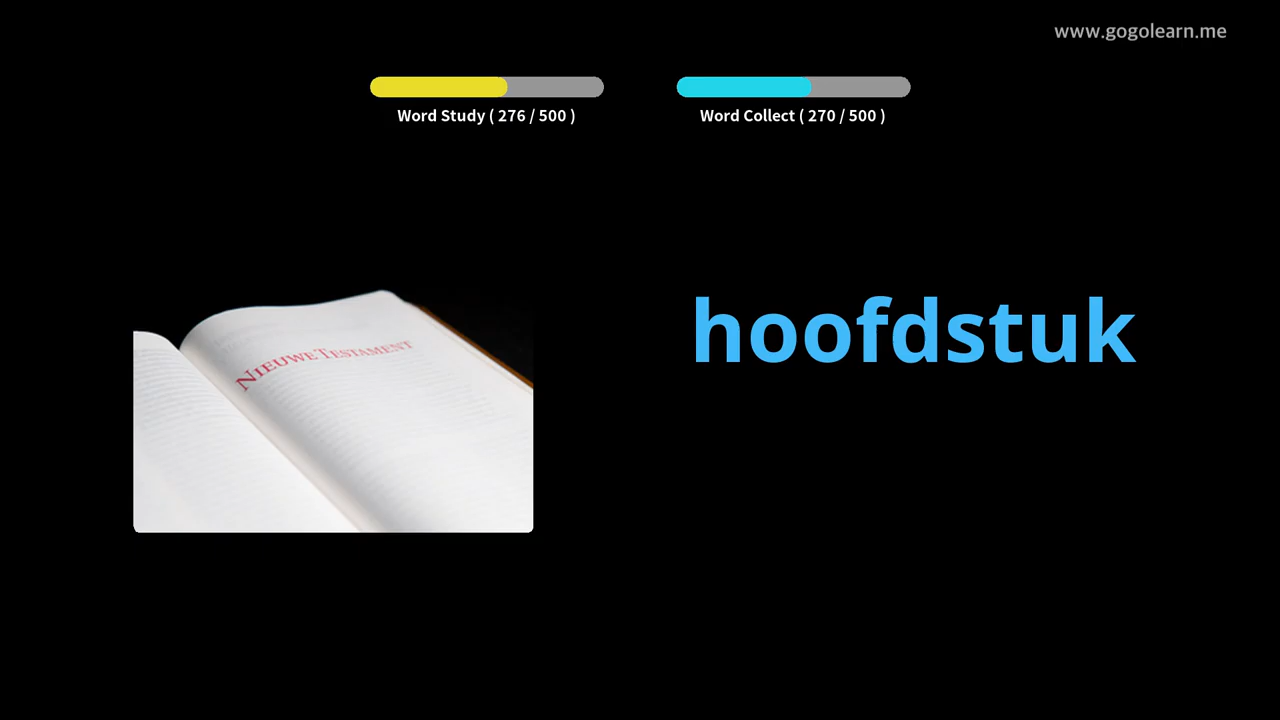 www.gogolearn.me
Word Study ( 276 / 500 )
Word Collect ( 270 / 500 )
NIEUWE TESTAMENT
hoofdstuk